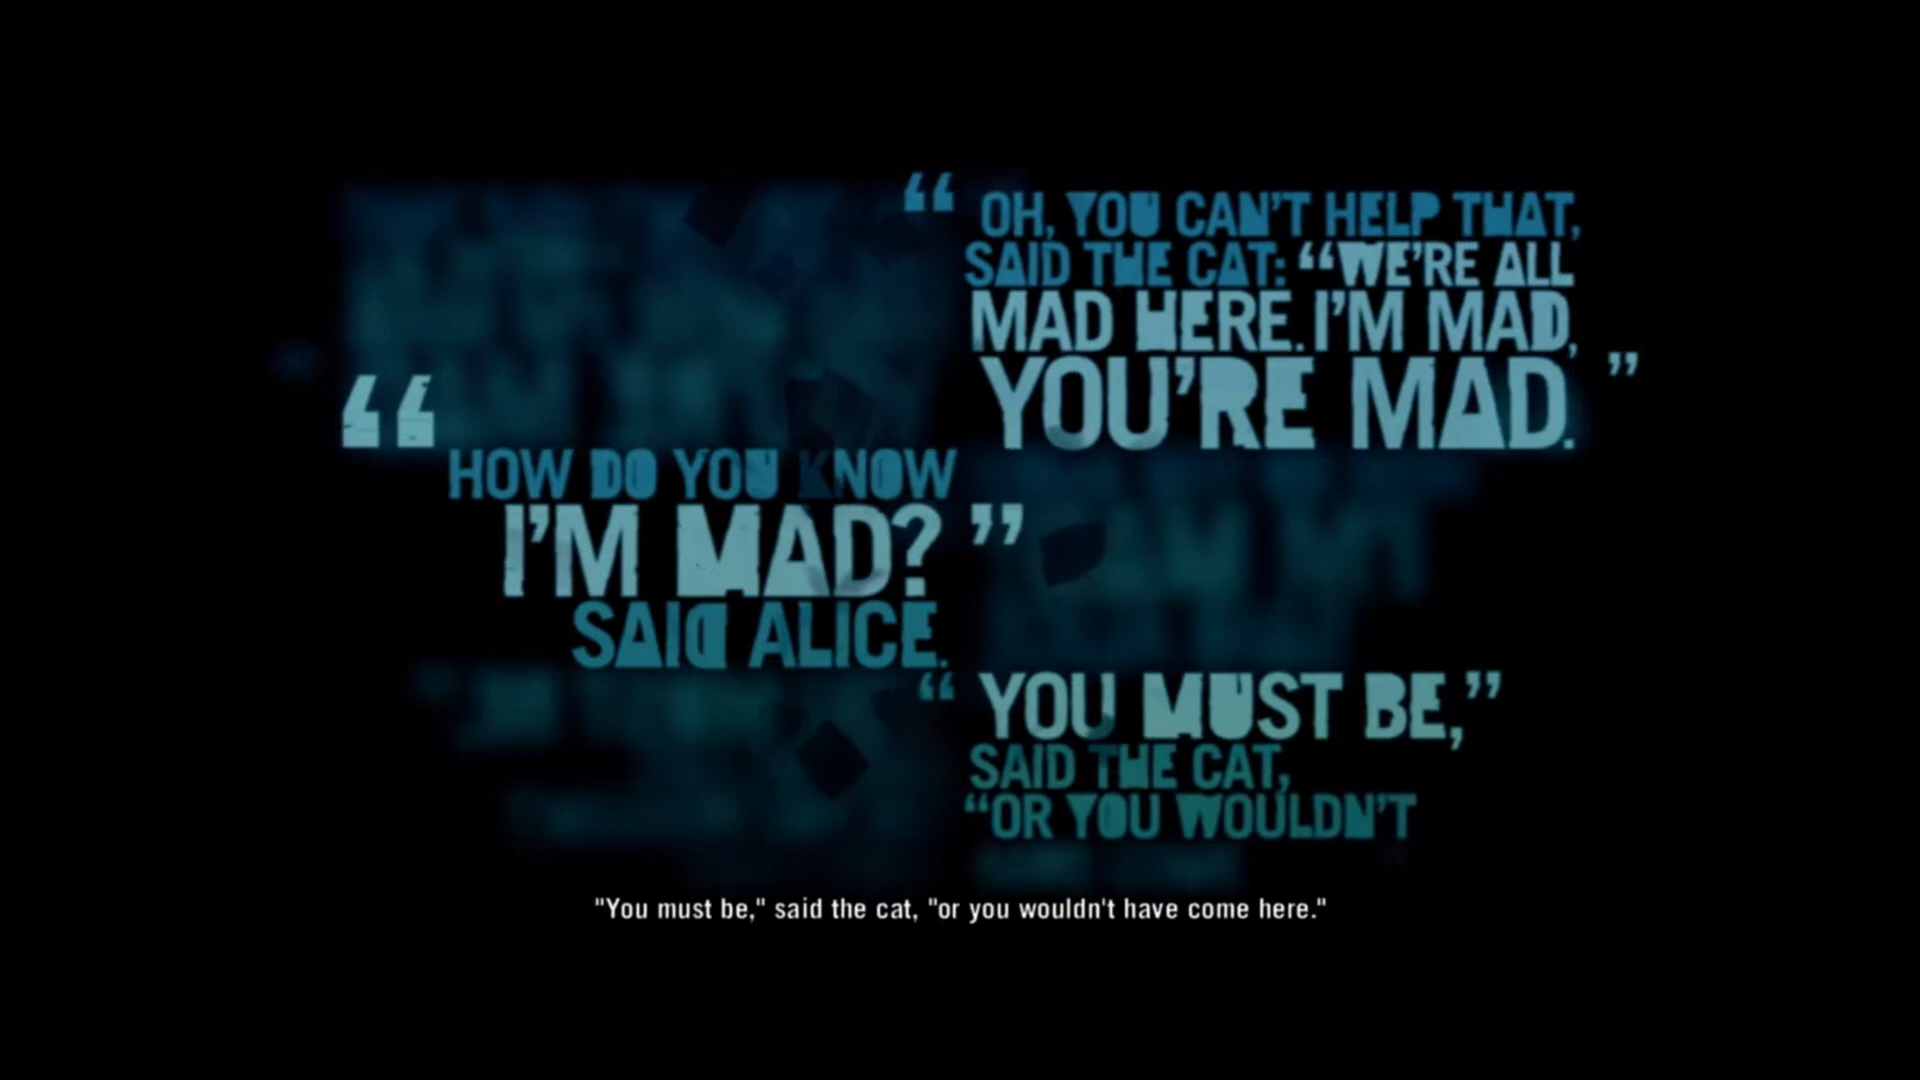 “ OH, YOU CAN’T HELP THAT,
SAID THE CAT: “WE’RE ALL
MAD HERE. I’M MAD,
YOU’RE MAD. ”
“ HOW DO YOU KNOW
I’M MAD? ”
SAID ALICE.
“ YOU MUST BE,”
SAID THE CAT,
“OR YOU WOULDN’T
"You must be," said the cat, "or you wouldn't have come here."